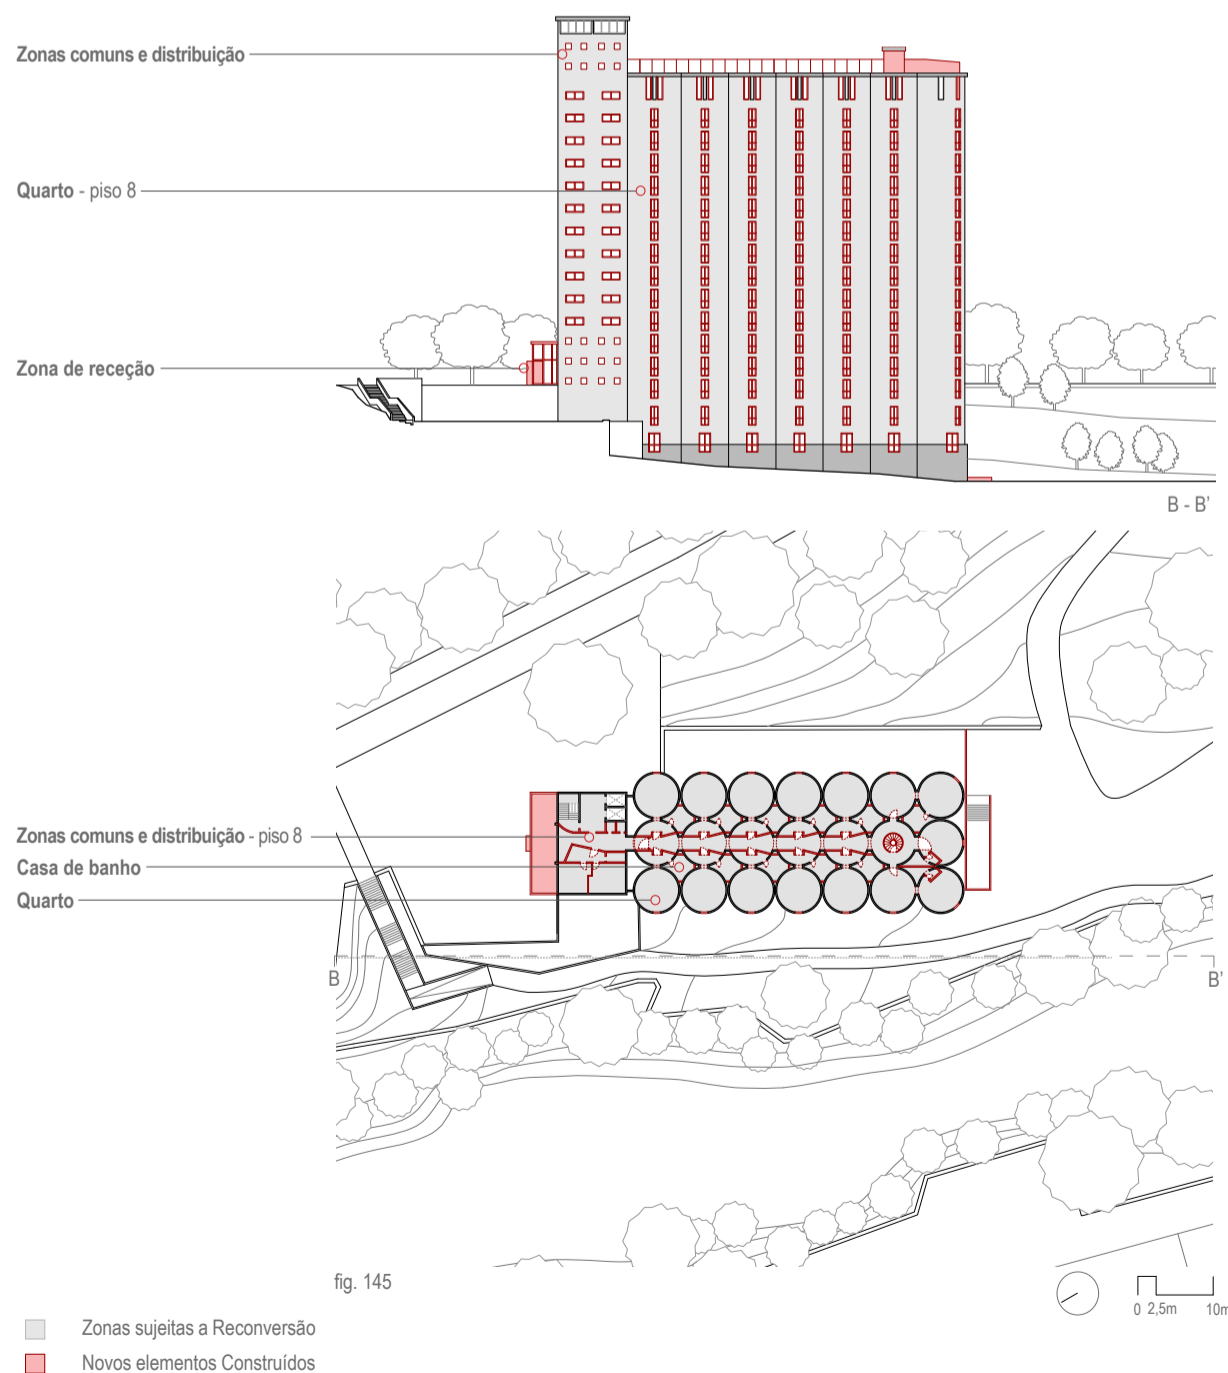 Zonas comuns e distribuição
Quarto - piso 8
Zona de receção
B - B’
Zonas comuns e distribuição - piso 8
Casa de banho
Quarto
B
B’
fig. 145
0 2,5m 10m
Zonas sujeitas a Reconversão
Novos elementos Construídos